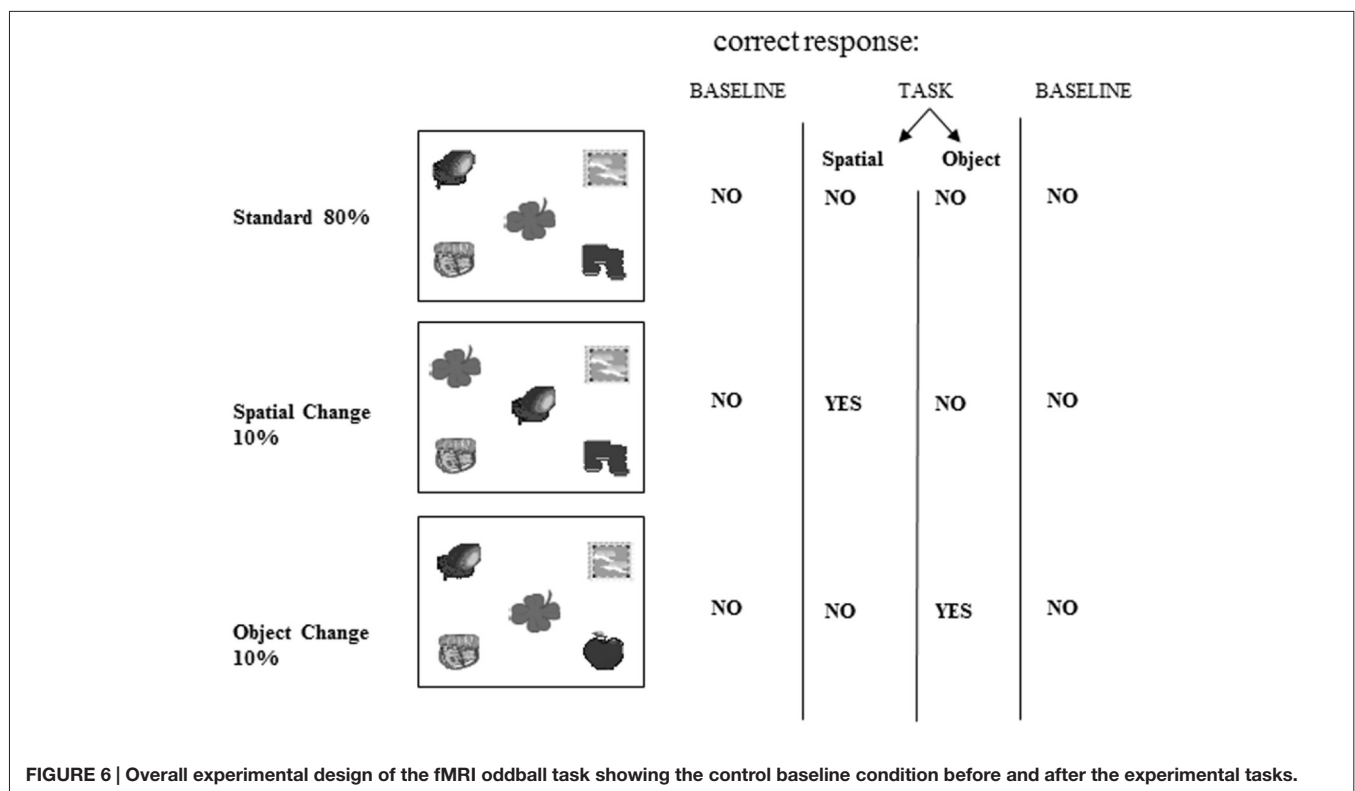 correct response:
BASELINE TASK BASELINE
Spatial Object
Standard 80% NO NO NO NO
Spatial Change
10%
NO YES NO NO
Object Change
10%
NO NO YES NO
FIGURE 6 | Overall experimental design of the fMRI oddball task showing the control baseline condition before and after the experimental tasks.